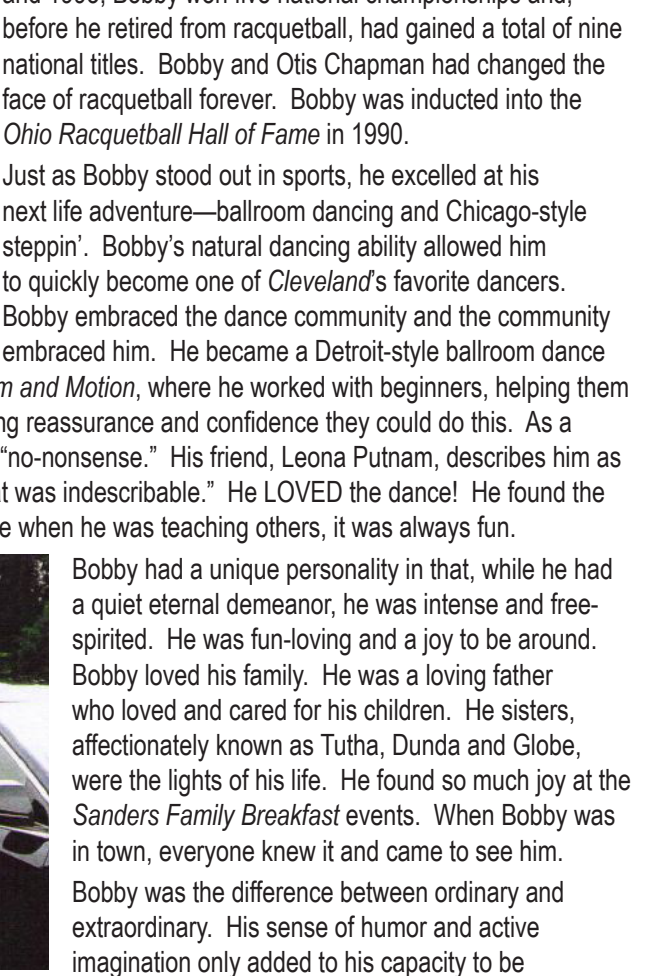 and 1995, Bobby won five national championships and,
before he retired from racquetball, had gained a total of nine
national titles.  Bobby and Otis Chapman had changed the
face of racquetball forever.  Bobby was inducted into the
Ohio Racquetball Hall of Fame in 1990.
Just as Bobby stood out in sports, he excelled at his
next life adventure—ballroom dancing and Chicago-style
steppin’.  Bobby’s natural dancing ability allowed him
to quickly become one of Cleveland’s favorite dancers.
Bobby embraced the dance community and the community
embraced him.  He became a Detroit-style ballroom dance
m and Motion, where he worked with beginners, helping them
ng reassurance and confidence they could do this.  As a
“no-nonsense.”  His friend, Leona Putnam, describes him as
at was indescribable.”  He LOVED the dance!  He found the
e when he was teaching others, it was always fun.
Bobby had a unique personality in that, while he had
a quiet eternal demeanor, he was intense and free-
spirited.  He was fun-loving and a joy to be around.
Bobby loved his family.  He was a loving father
who loved and cared for his children.  He sisters,
affectionately known as Tutha, Dunda and Globe,
were the lights of his life.  He found so much joy at the
Sanders Family Breakfast events.  When Bobby was
in town, everyone knew it and came to see him.
Bobby was the difference between ordinary and
extraordinary.  His sense of humor and active
imagination only added to his capacity to be